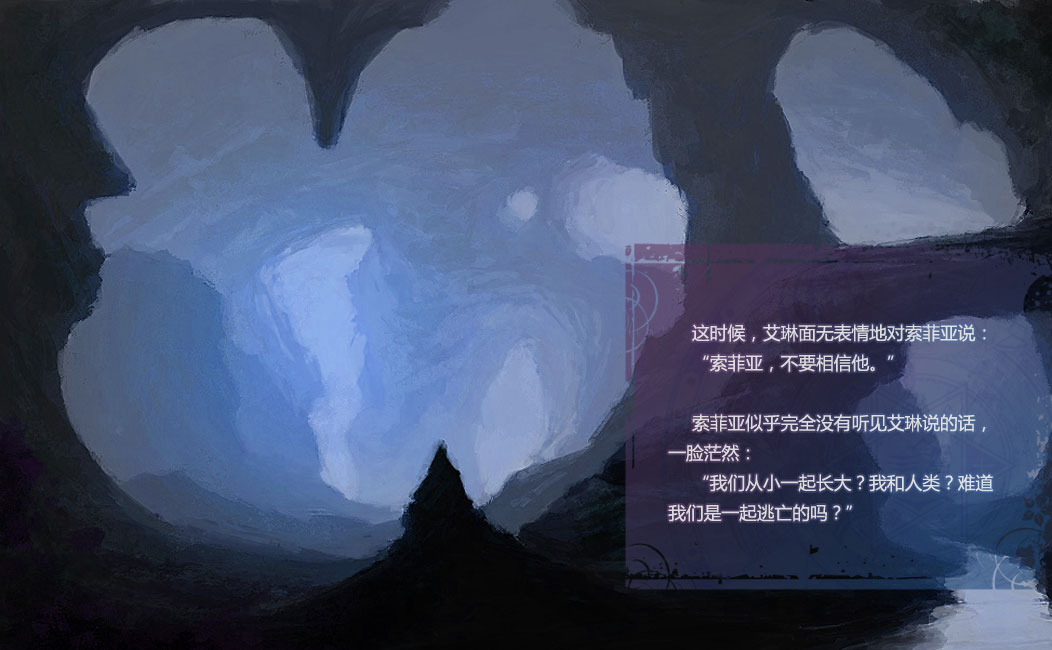 这时候，艾琳面无表情地对索菲亚说：
“索菲亚，不要相信他。”
索菲亚似乎完全没有听见艾琳说的话，
一脸茫然：
“我们从小一起长大？我和人类？难道
我们是一起逃亡的吗？”